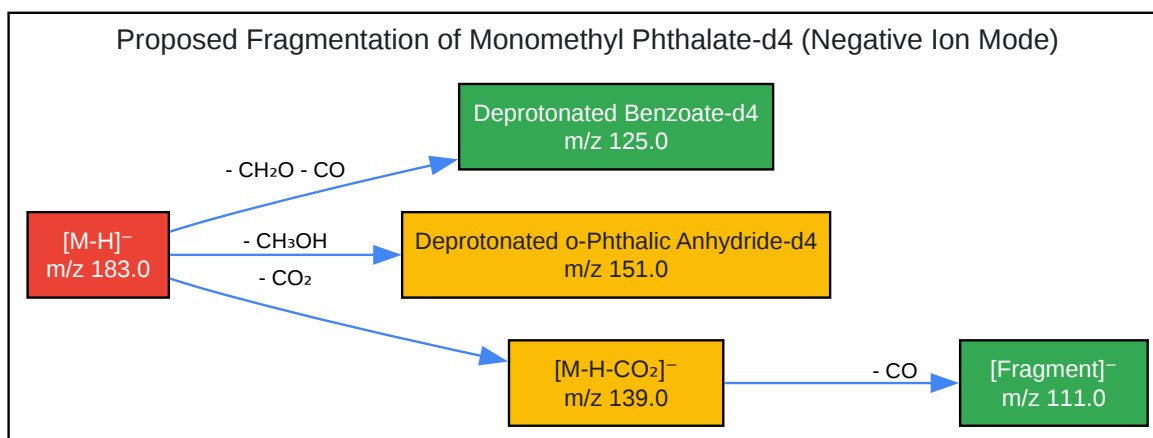 Proposed Fragmentation of Monomethyl Phthalate-d4 (Negative Ion Mode)
Deprotonated Benzoate-d4
m/z 125.0
- CH₂O - CO
[M-H]⁻
m/z 183.0
- CH₃OH
Deprotonated o-Phthalic Anhydride-d4
m/z 151.0
- CO₂
[M-H-CO₂]⁻
m/z 139.0
- CO
[Fragment]⁻
m/z 111.0